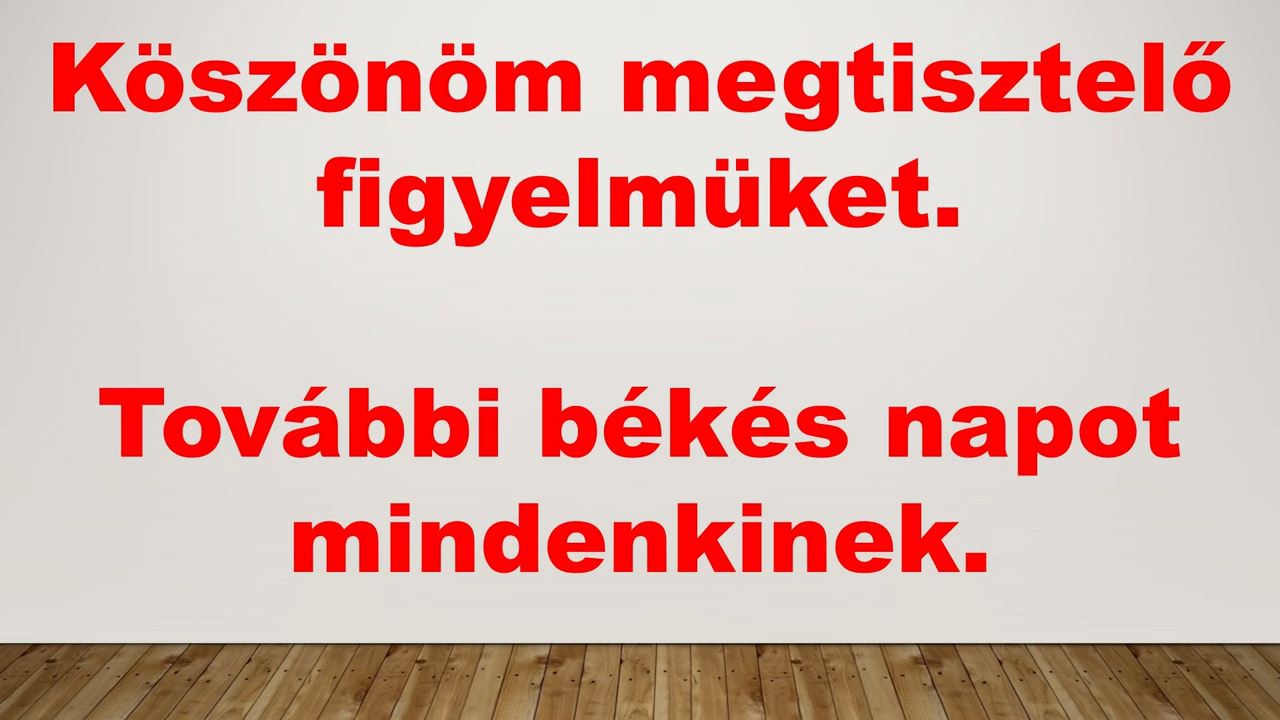 Köszönöm megtisztelő
figyelmüket.
További békés napot
mindenkinek.